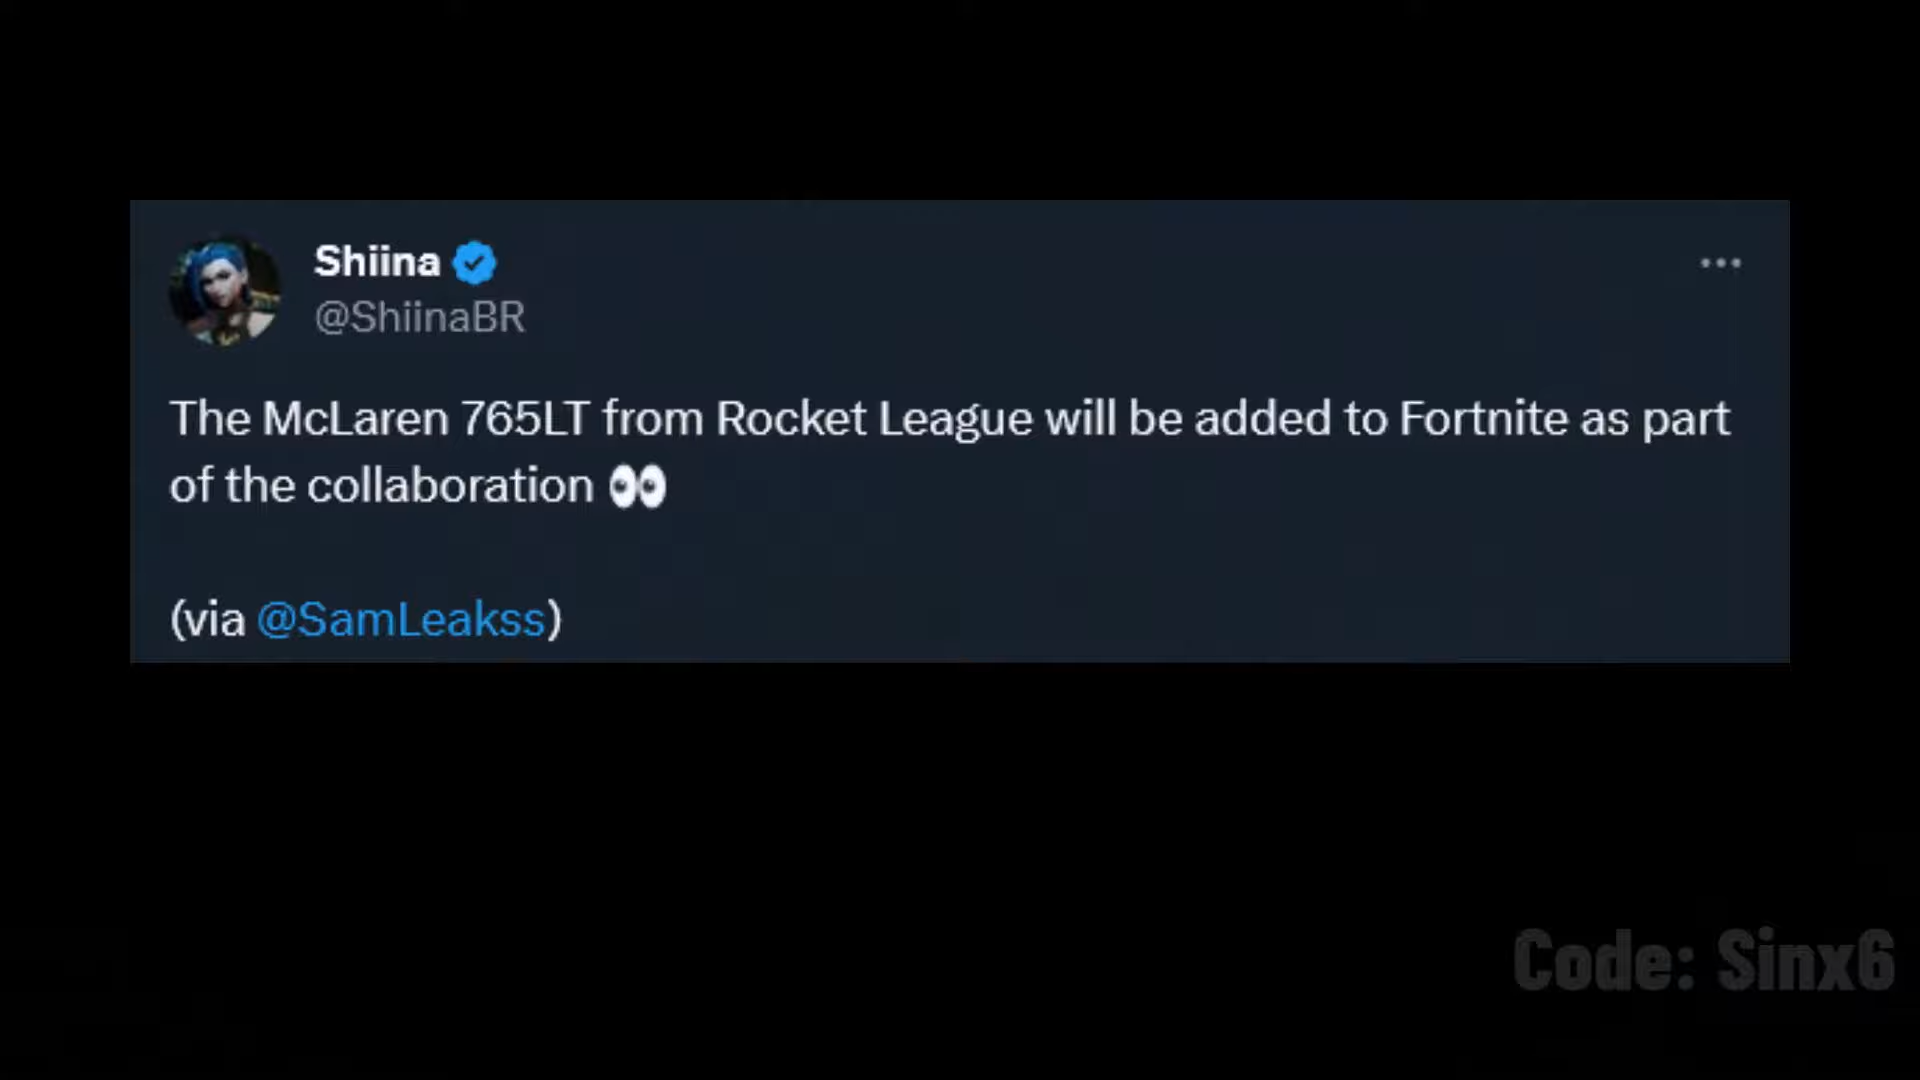 Shiina
@ShiinaBR
The McLaren 765LT from Rocket League will be added to Fortnite as part
of the collaboration 👀
(via @SamLeakss)
Code: Sinx6